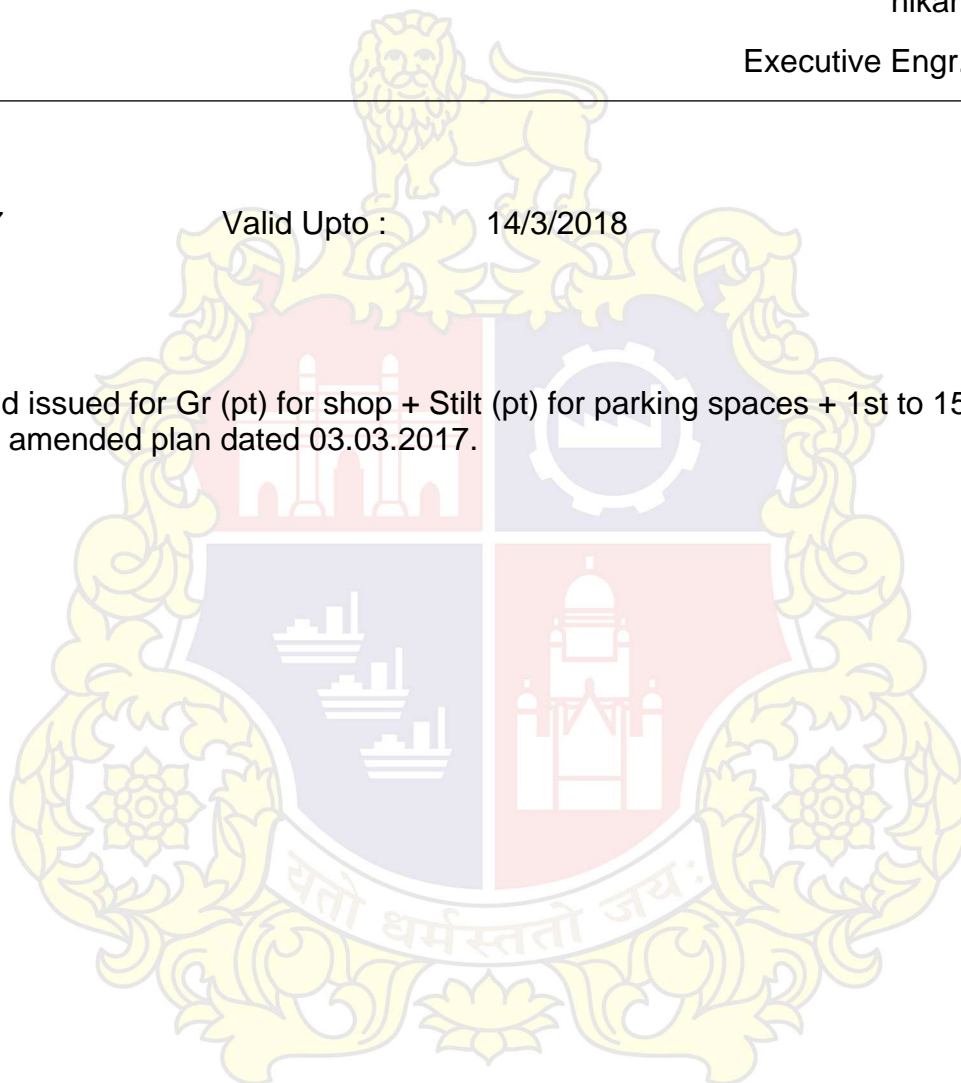 Executive Engr.
Valid Upto : 14/3/2018
d issued for Gr (pt) for shop + Stilt (pt) for parking spaces + 1st to 15
amended plan dated 03.03.2017.
यतो धर्मस्ततो जय: